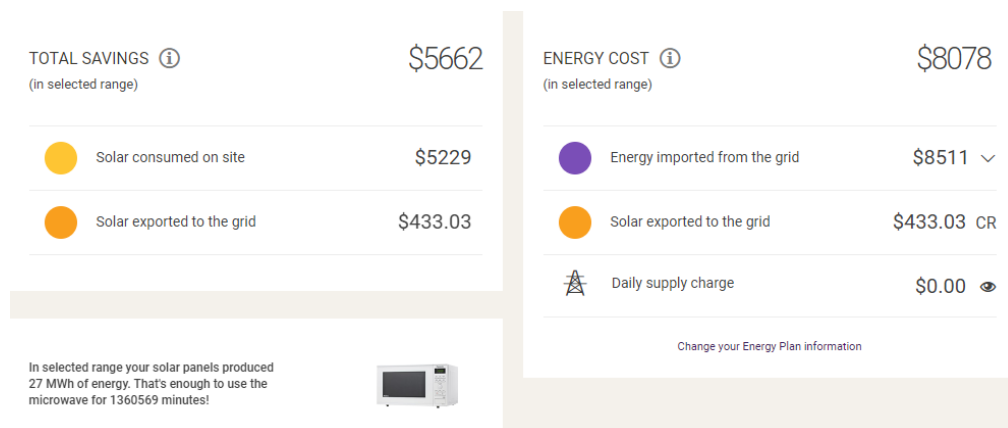 TOTAL SAVINGS i $5662
(in selected range)
Solar consumed on site $5229
Solar exported to the grid $433.03
In selected range your solar panels produced
27 MWh of energy. That's enough to use the
microwave for 1360569 minutes!
ENERGY COST i $8078
(in selected range)
Energy imported from the grid $8511
Solar exported to the grid $433.03 CR
Daily supply charge $0.00
Change your Energy Plan information